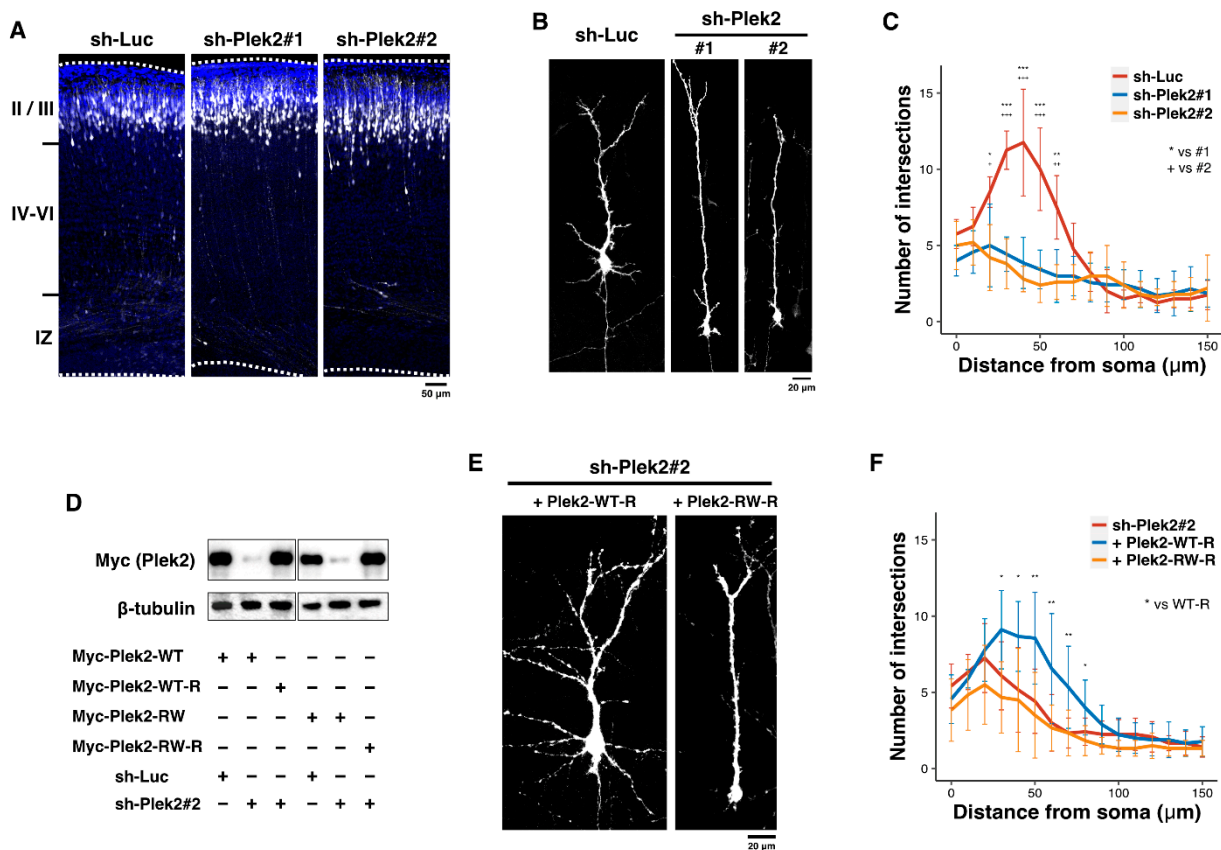 A
sh-Luc
sh-Plek2#1
sh-Plek2#2
II / III
IV-VI
IZ
50 µm
B
sh-Luc
sh-Plek2
#1
#2
20 µm
C
Number of intersections
15
10
5
0
0
50
100
150
Distance from soma (µm)
sh-Luc
sh-Plek2#1
sh-Plek2#2
* vs #1
+ vs #2
*
+
***
+++
***
+++
***
+++
**
++
D
Myc (Plek2)
β-tubulin
Myc-Plek2-WT + + – – – –
Myc-Plek2-WT-R – – + – – –
Myc-Plek2-RW – – – + + –
Myc-Plek2-RW-R – – – – – +
sh-Luc + – – + – –
sh-Plek2#2 – + + – + +
E
sh-Plek2#2
+ Plek2-WT-R
+ Plek2-RW-R
20 µm
F
Number of intersections
15
10
5
0
0
50
100
150
Distance from soma (µm)
sh-Plek2#2
+ Plek2-WT-R
+ Plek2-RW-R
* vs WT-R
* * ** ** ** *